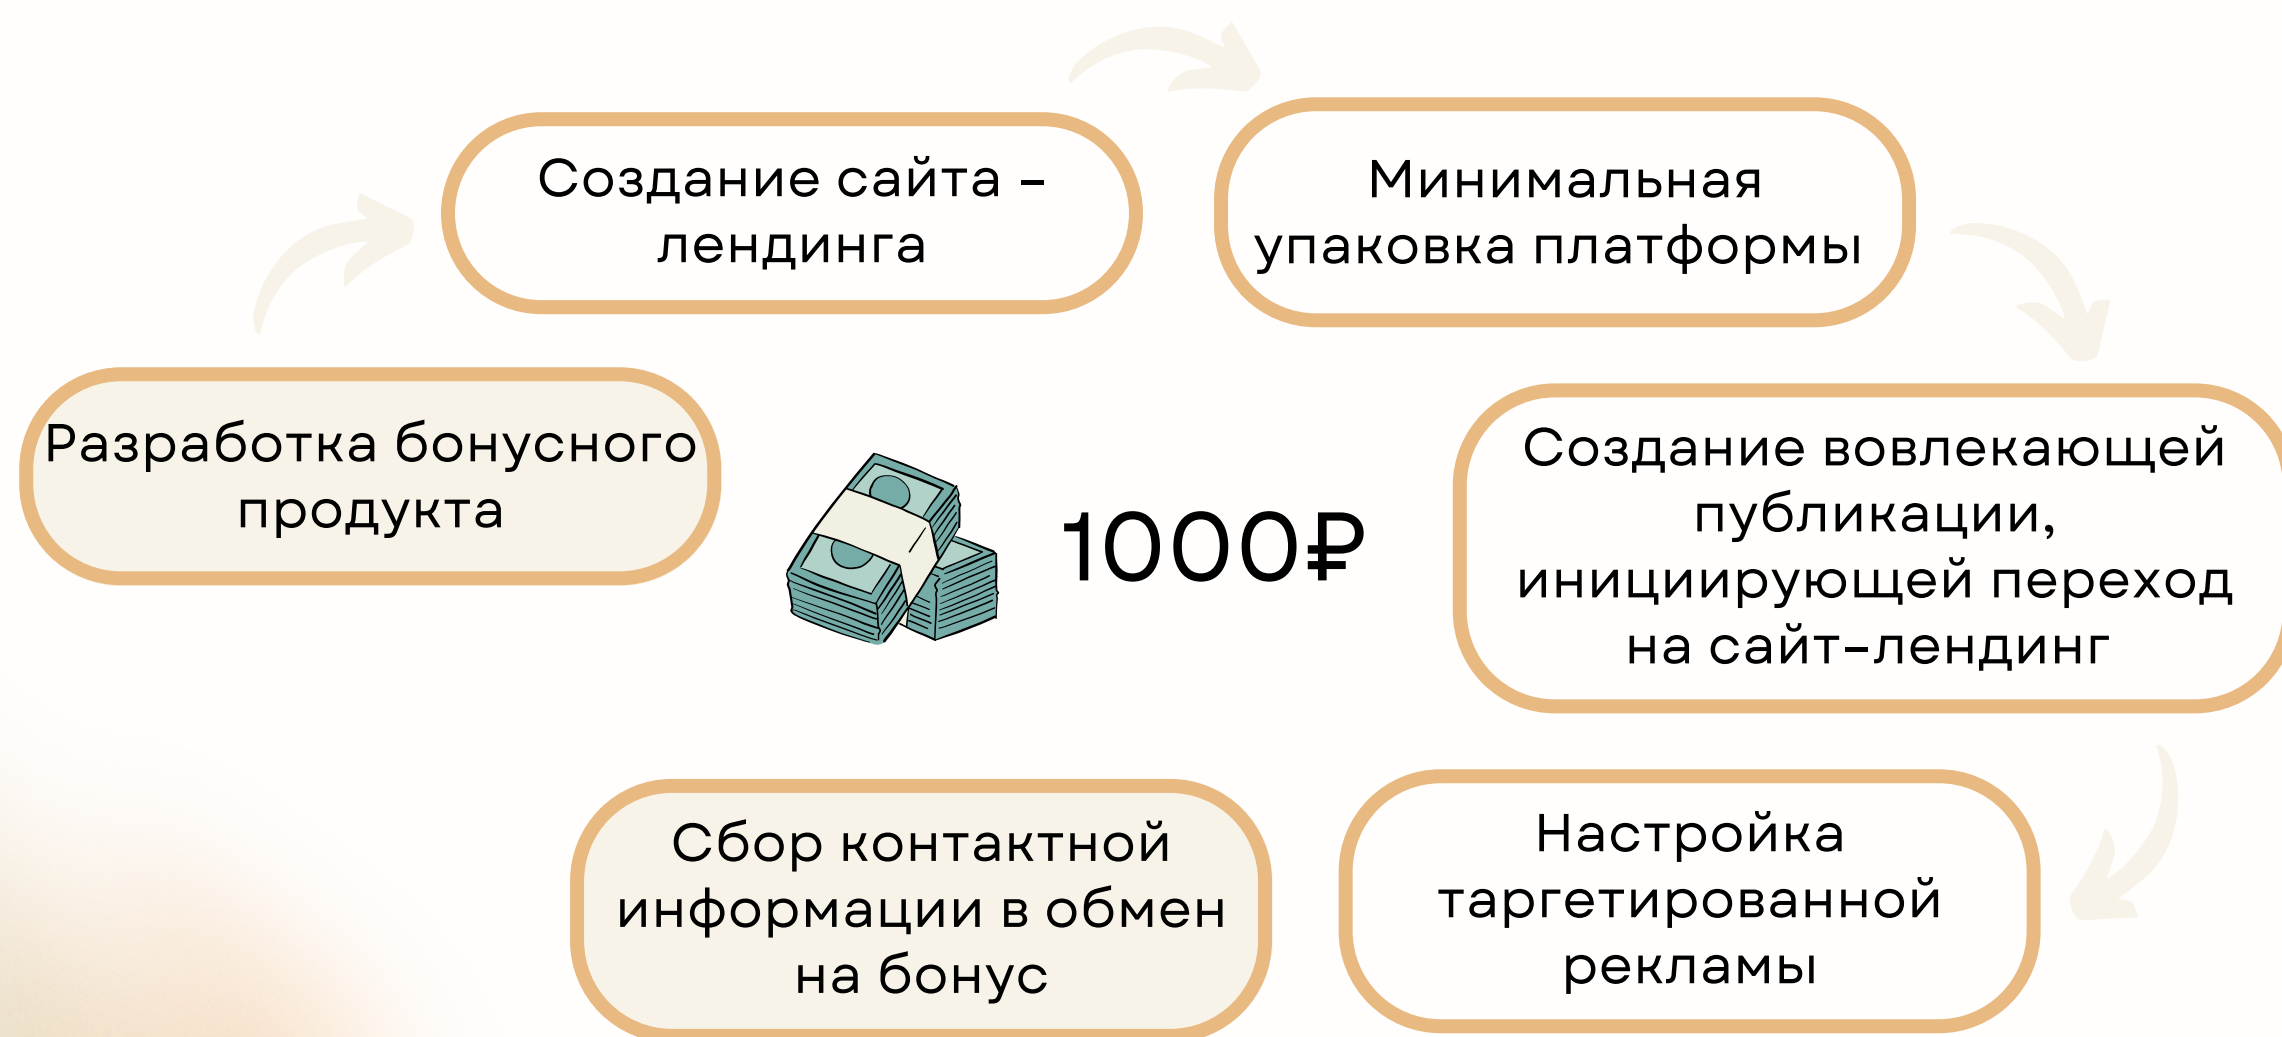 Создание сайта –
лендинга
Минимальная
упаковка платформы
Разработка бонусного
продукта
1000₽
Создание вовлекающей
публикации,
инициирующей переход
на сайт–лендинг
Сбор контактной
информации в обмен
на бонус
Настройка
таргетированной
рекламы